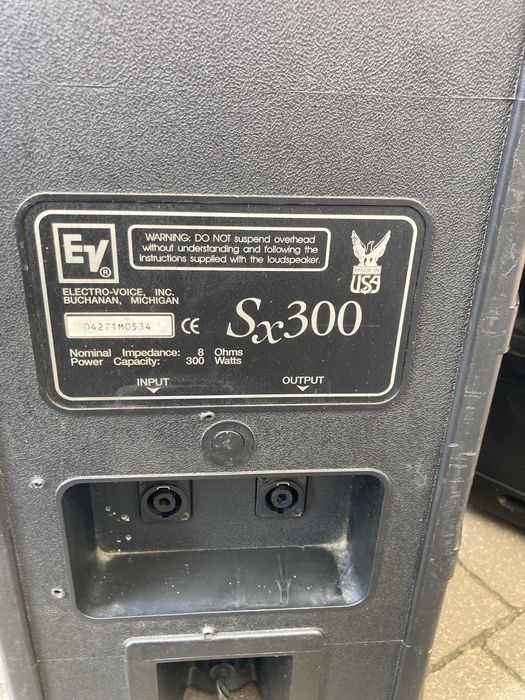 EV®
WARNING: DO NOT suspend overhead
without understanding and following the
instructions supplied with the loudspeaker.
MADE IN
USA
ELECTRO-VOICE, INC.
BUCHANAN, MICHIGAN
04271M0534 CE
Sx300
Nominal Impedance: 8 Ohms
Power Capacity: 300 Watts
INPUT OUTPUT